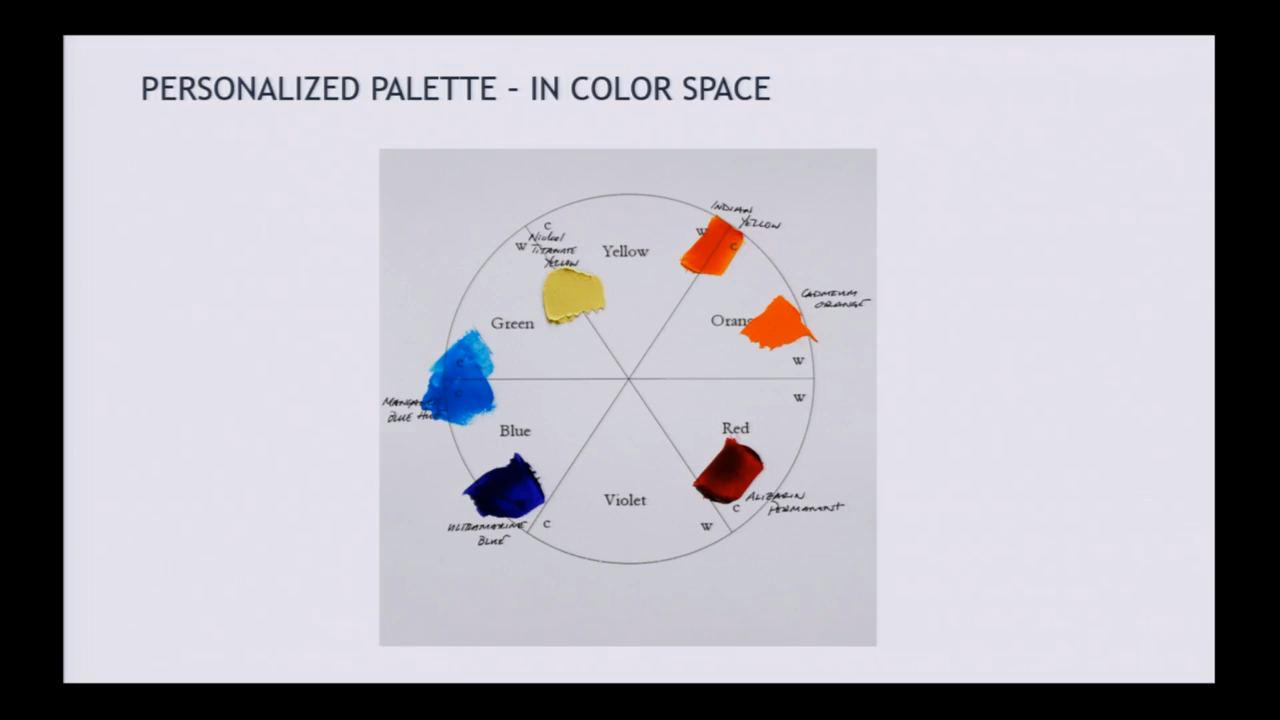 PERSONALIZED PALETTE – IN COLOR SPACE
INDIAN
YELLOW
C
W
Nickel
Titanate
Yellow
W
C
Yellow
CADMIUM
ORANGE
Green
Orang
C
W
C
W
BLUE HUE
Blue
Red
Violet
ALIZARIN
PERMANENT
C
W
ULTRAMARINE
BLUE
C